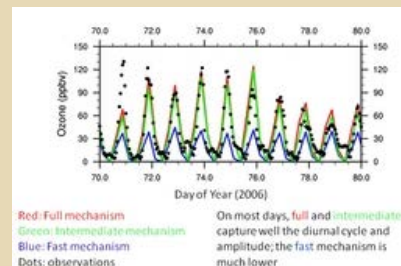 70.0 72.0 74.0 76.0 78.0 80.0
150 150
120 120
90 90
60 60
30 30
0 0
Ozone (ppbv)
70.0 72.0 74.0 76.0 78.0 80.0
Day of Year (2006)
Red: Full mechanism
Green: Intermediate mechanism
Blue: Fast mechanism
Dots: observations
On most days, full and intermediate
capture well the diurnal cycle and
amplitude; the fast mechanism is
much lower